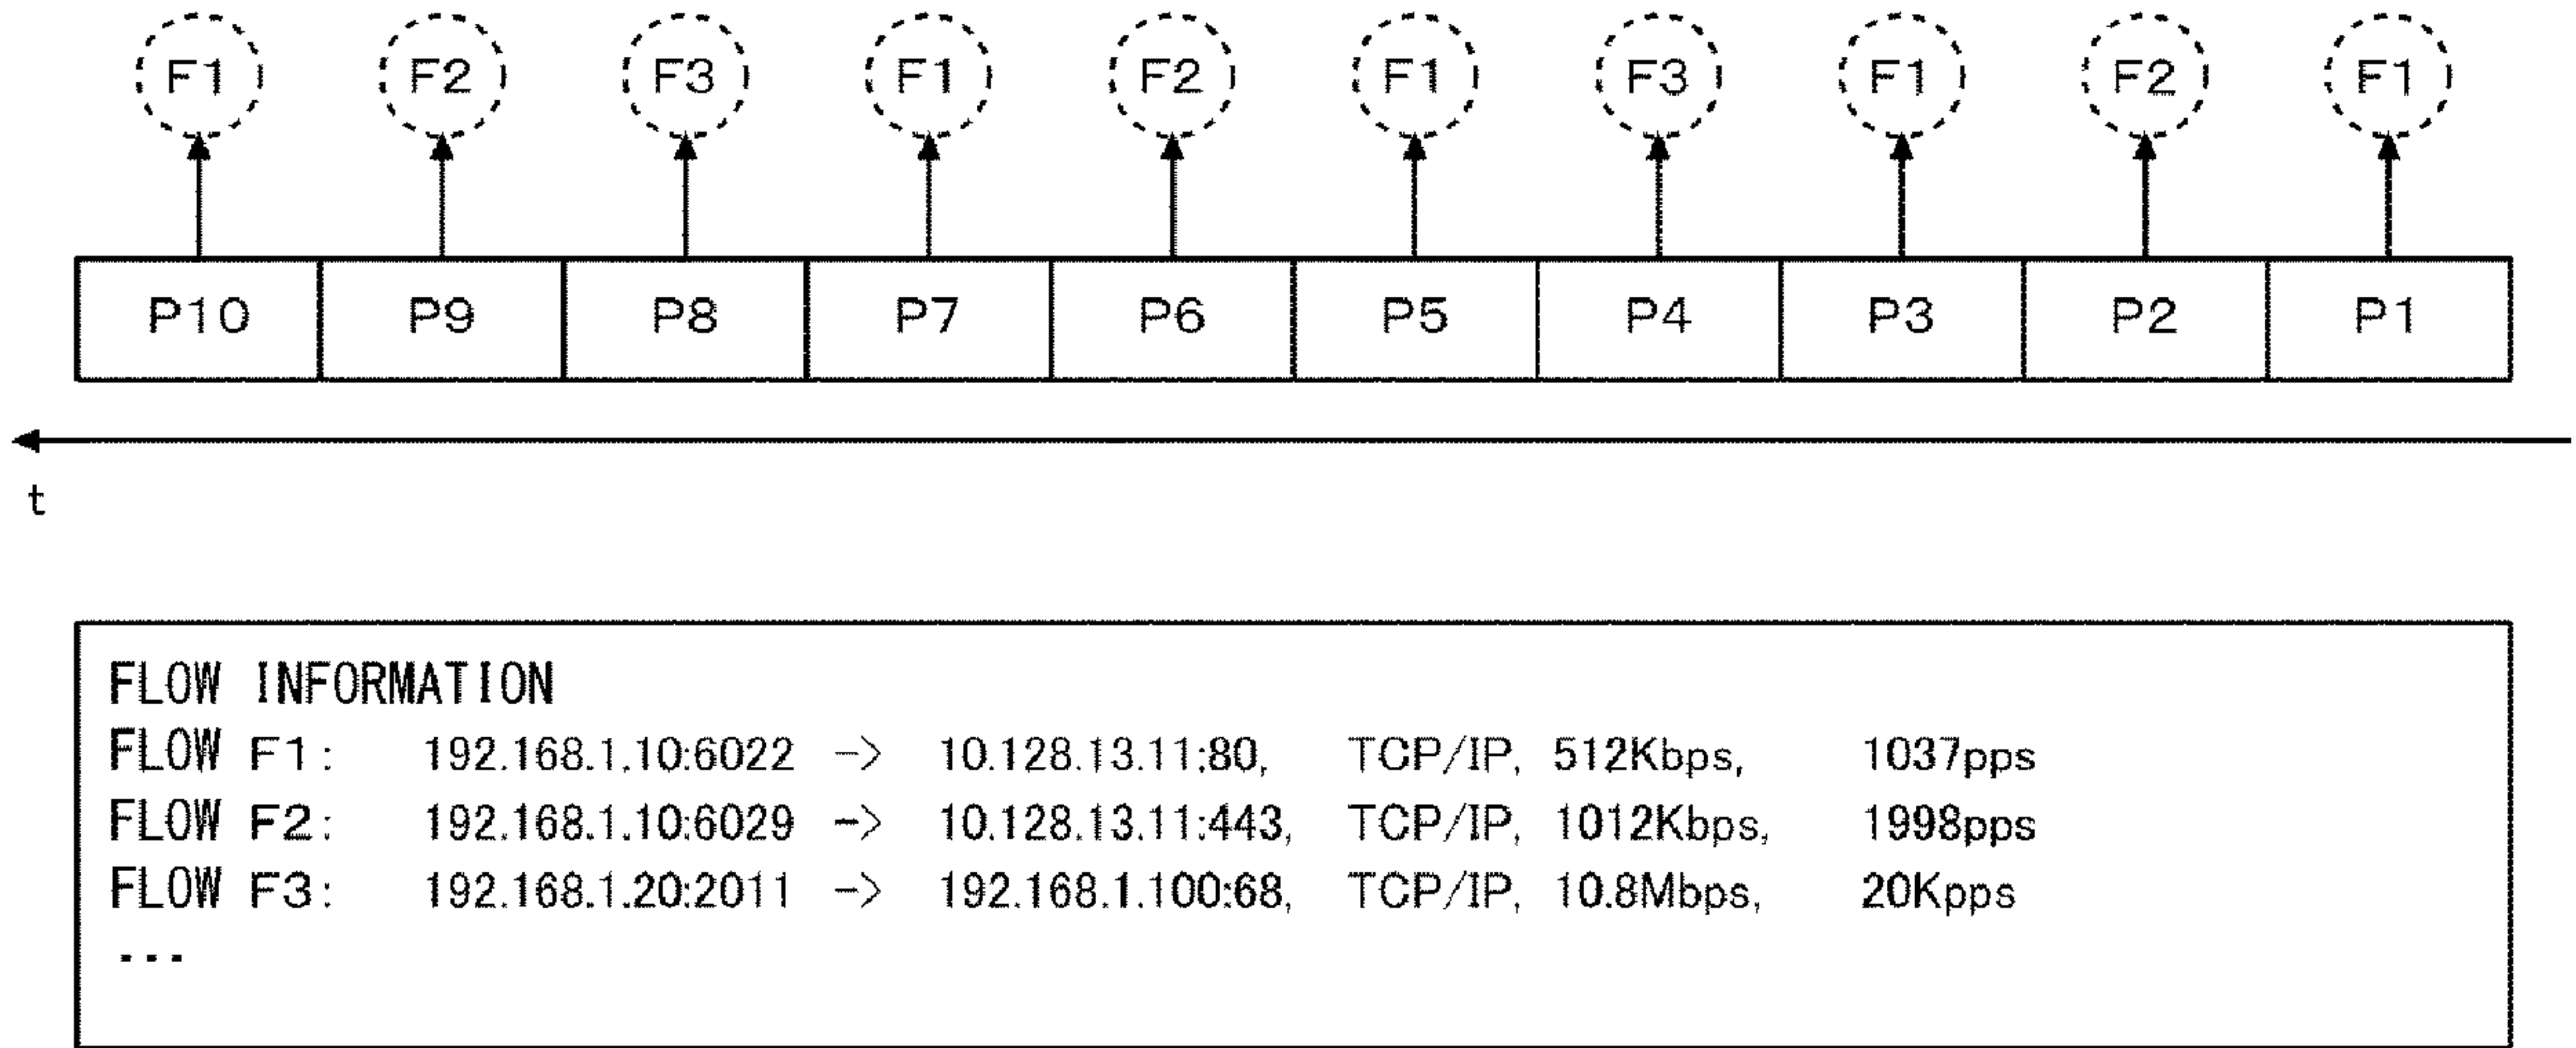 F1 F2 F3 F1 F2 F1 F3 F1 F2 F1
P10 P9 P8 P7 P6 P5 P4 P3 P2 P1
t
FLOW INFORMATION
FLOW F1: 192.168.1.10:6022 -> 10.128.13.11:80, TCP/IP, 512Kbps, 1037pps
FLOW F2: 192.168.1.10:6029 -> 10.128.13.11:443, TCP/IP, 1012Kbps, 1998pps
FLOW F3: 192.168.1.20:2011 -> 192.168.1.100:68, TCP/IP, 10.8Mbps, 20Kpps
...